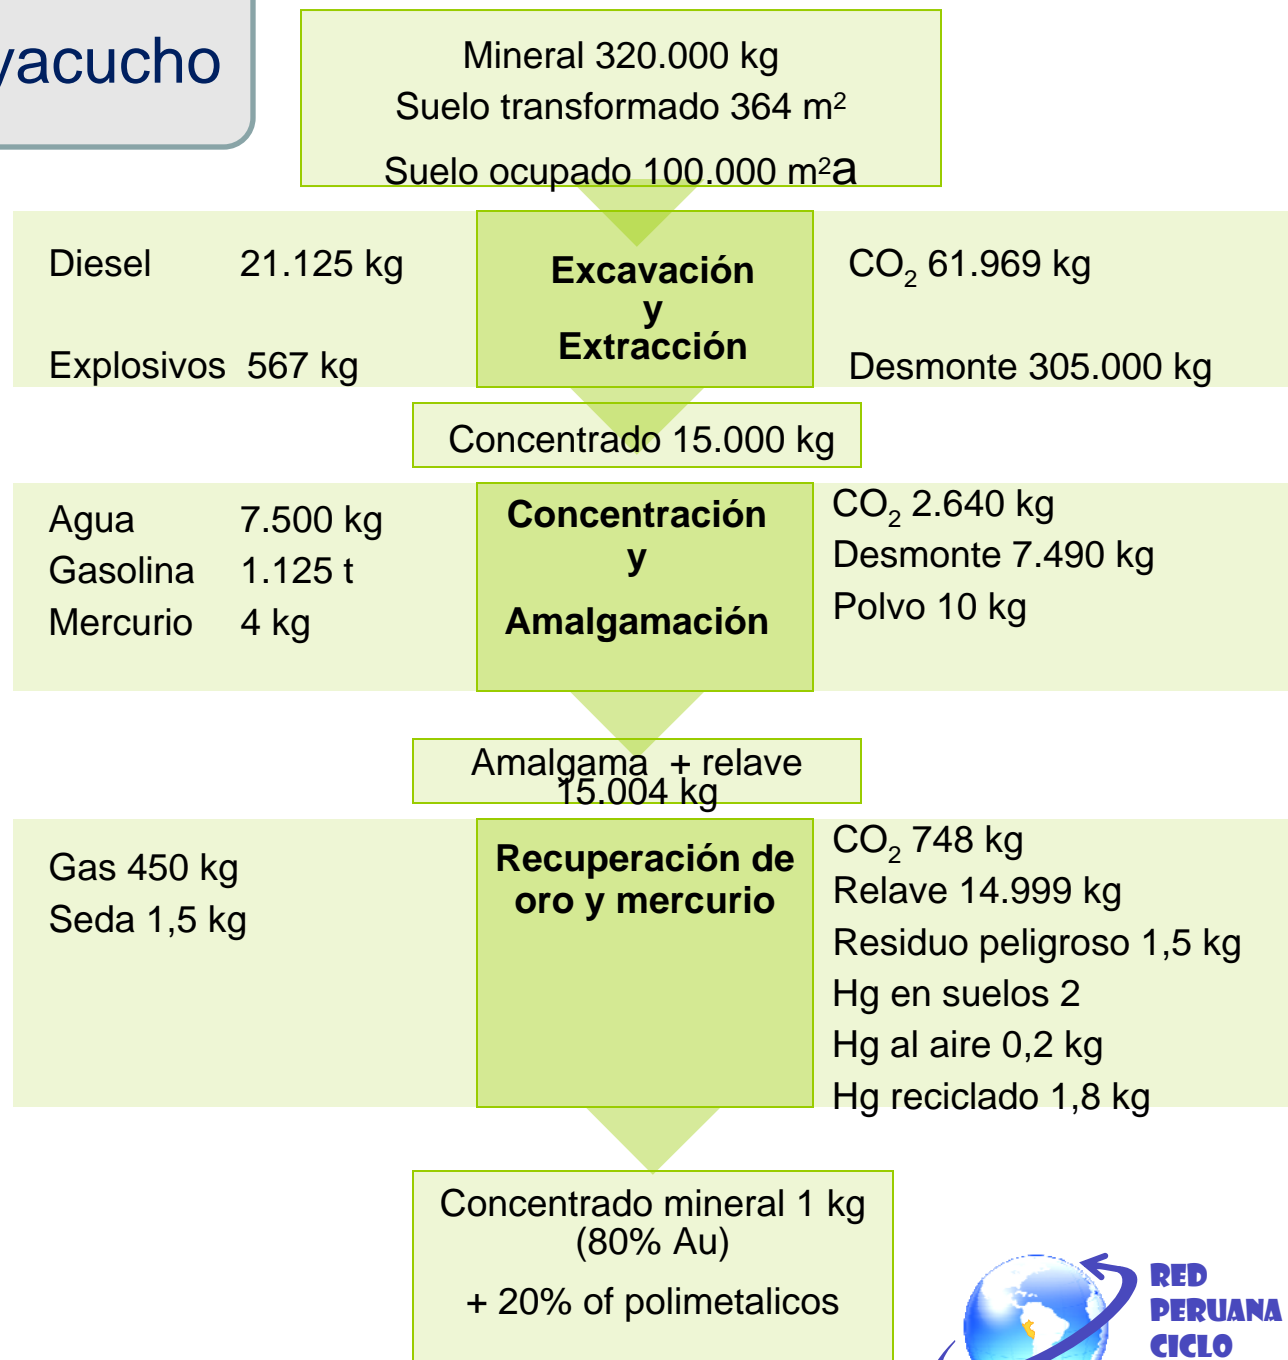 yacucho
Mineral 320.000 kg
Suelo transformado 364 m²
Suelo ocupado 100.000 m²a
Diesel 21.125 kg
Explosivos 567 kg
Excavación
y
Extracción
CO₂ 61.969 kg
Desmonte 305.000 kg
Concentrado 15.000 kg
Agua 7.500 kg
Gasolina 1.125 t
Mercurio 4 kg
Concentración
y
Amalgamación
CO₂ 2.640 kg
Desmonte 7.490 kg
Polvo 10 kg
Amalgama + relave
15.004 kg
Gas 450 kg
Seda 1,5 kg
Recuperación de
oro y mercurio
CO₂ 748 kg
Relave 14.999 kg
Residuo peligroso 1,5 kg
Hg en suelos 2
Hg al aire 0,2 kg
Hg reciclado 1,8 kg
Concentrado mineral 1 kg
(80% Au)
+ 20% of polimetalicos
RED
PERUANA
CICLO